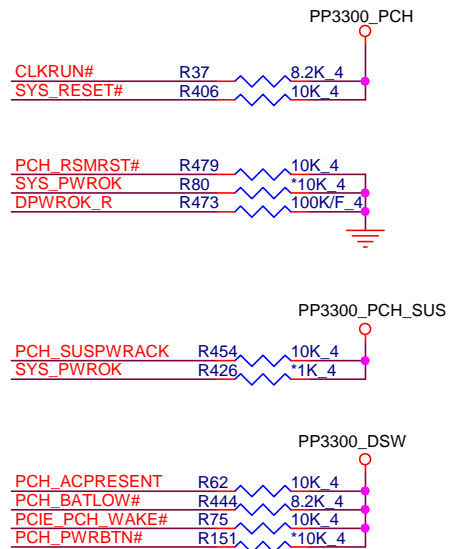 PP3300_PCH
CLKRUN# R37 8.2K_4
SYS_RESET# R406 10K_4
PCH_RSMRST# R479 10K_4
SYS_PWROK R80 *10K_4
DPWROK_R R473 100K/F_4
PP3300_PCH_SUS
PCH_SUSPWRACK R454 10K_4
SYS_PWROK R426 *1K_4
PP3300_DSW
PCH_ACPRESENT R62 10K_4
PCH_BATLOW# R444 8.2K_4
PCIE_PCH_WAKE# R75 10K_4
PCH_PWRBTN# R151 *10K_4